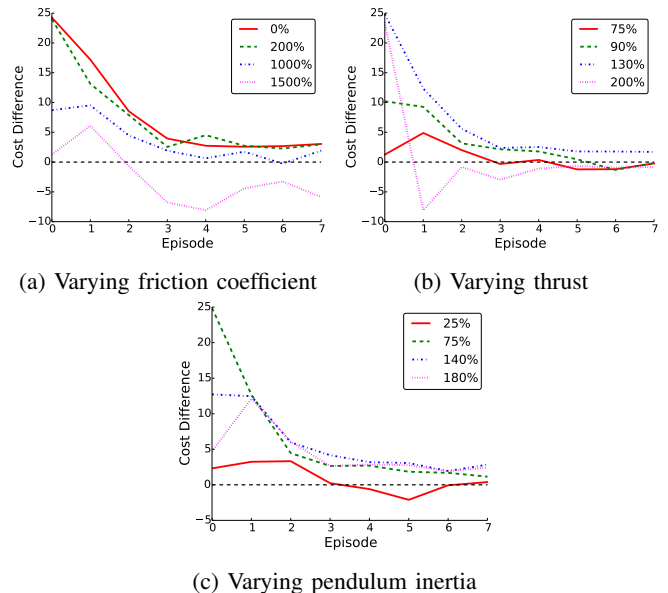 25
20
15
10
5
0
−5
−10
0 1 2 3 4 5 6 7
Cost Difference
Episode
0%
200%
1000%
1500%
(a) Varying friction coefficient
25
20
15
10
5
0
−5
−10
0 1 2 3 4 5 6 7
Cost Difference
Episode
75%
90%
130%
200%
(b) Varying thrust
25
20
15
10
5
0
−5
0 1 2 3 4 5 6 7
Cost Difference
Episode
25%
75%
140%
180%
(c) Varying pendulum inertia